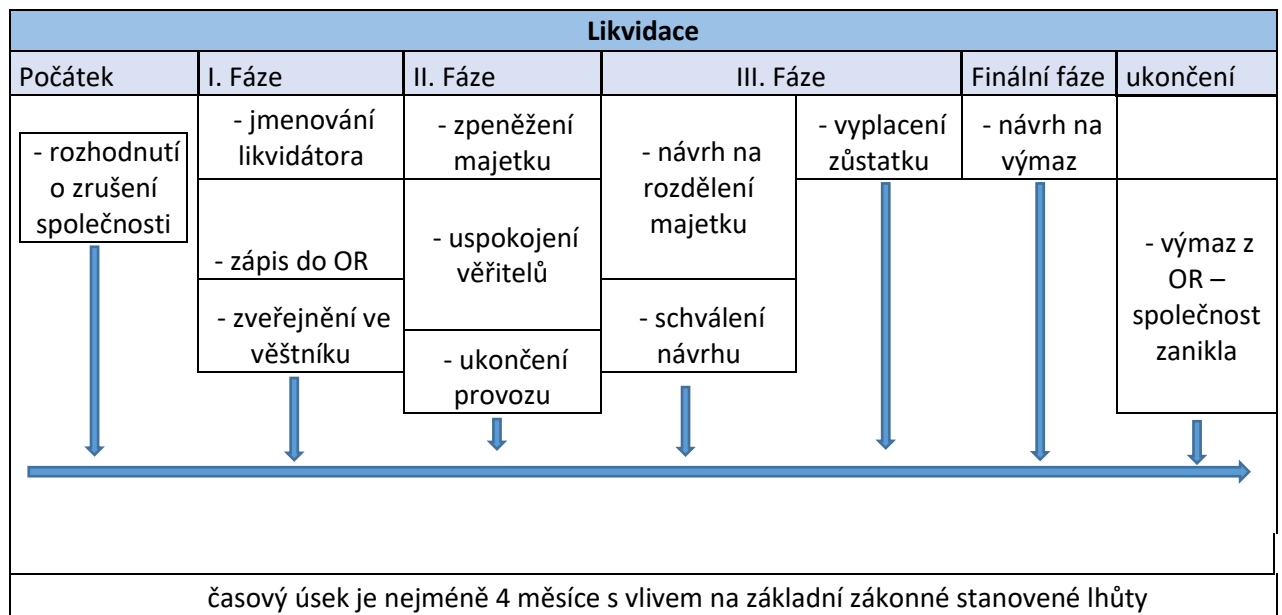 Likvidace
Počátek
I. Fáze
II. Fáze
III. Fáze
Finální fáze
ukončení
- rozhodnutí
o zrušení
společnosti
- jmenování
likvidátora
- zápis do OR
- zveřejnění ve
věštníku
- zpeněžení
majetku
- uspokojení
věřitelů
- ukončení
provozu
- návrh na
rozdělení
majetku
- schválení
návrhu
- vyplacení
zůstatku
- návrh na
výmaz
- výmaz z
OR –
společnost
zanikla
časový úsek je nejméně 4 měsíce s vlivem na základní zákonné stanovené lhůty